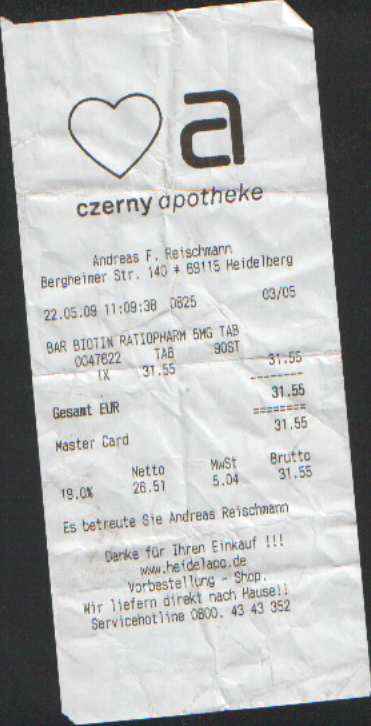 a
czerny apotheke
Andreas F. Reischmann
Bergheimer Str. 140 * 69115 Heidelberg
22.05.09 11:09:38 0625 03/05
BAR BIOTIN RATIOPHARM 5MG TAB
0047622 TAB 90ST
1X 31.55 31.55
--------
Gesamt EUR 31.55
========
Master Card 31.55
Netto MwSt Brutto
19.0% 26.51 5.04 31.55
Es betreute Sie Andreas Reischmann
Danke für Ihren Einkauf !!!
www.heidelapo.de
Vorbestellung - Shop.
Wir liefern direkt nach Hause!!
Servicehotline 0800. 43 43 352